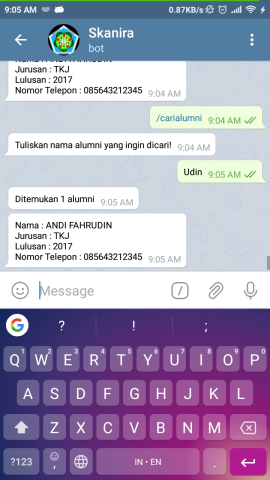 9:05 AM
0.87KB/s
Skanira
bot
Nama : ANDI FAHRUDIN
Jurusan : TKJ
Lulusan : 2017
Nomor Telepon : 085643212345 9:04 AM
/carialumni 9:04 AM
Tuliskan nama alumni yang ingin dicari! 9:04 AM
Udin 9:05 AM
Ditemukan 1 alumni 9:05 AM
Nama : ANDI FAHRUDIN
Jurusan : TKJ
Lulusan : 2017
Nomor Telepon : 085643212345 9:05 AM
Message
G ? ! ;
Q 1 W 2 E 3 R 4 T 5 Y 6 U 7 I 8 O 9 P 0
A S D F G H J K L
Z X C V B N M
?123 , IN • EN .